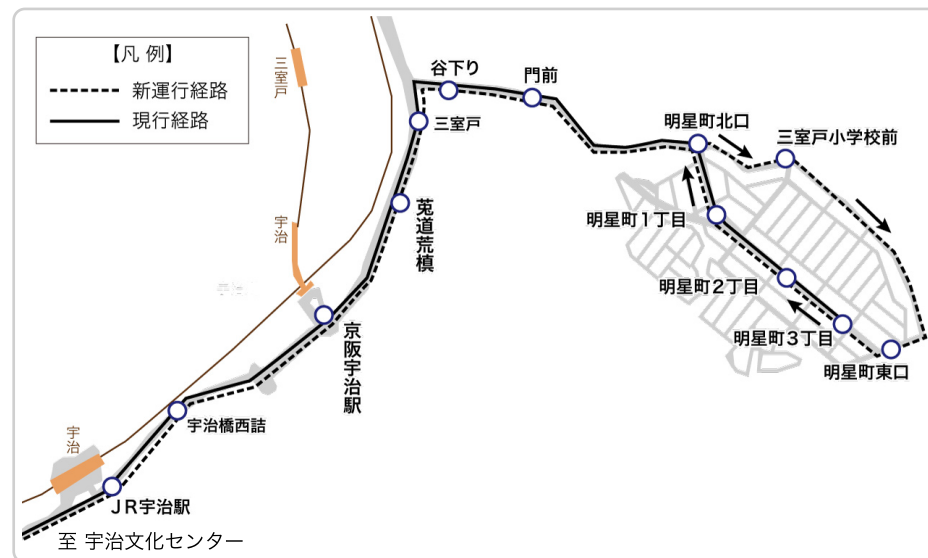 【凡 例】
新運行経路
現行経路
三室戸
谷下り
門前
三室戸
明星町北口
三室戸小学校前
宇治
菟道荒槙
明星町1丁目
明星町2丁目
明星町3丁目
明星町東口
京阪宇治駅
宇治橋西詰
宇治
JR宇治駅
至 宇治文化センター